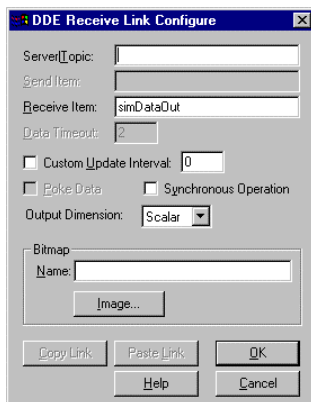 DDE Receive Link Configure
Server|Topic:
Send Item:
Receive Item: simDataOut
Data Timeout: 2
Custom Update Interval: 0
Poke Data Synchronous Operation
Output Dimension: Scalar
Bitmap
Name:
Image...
Copy Link Paste Link OK
Help Cancel